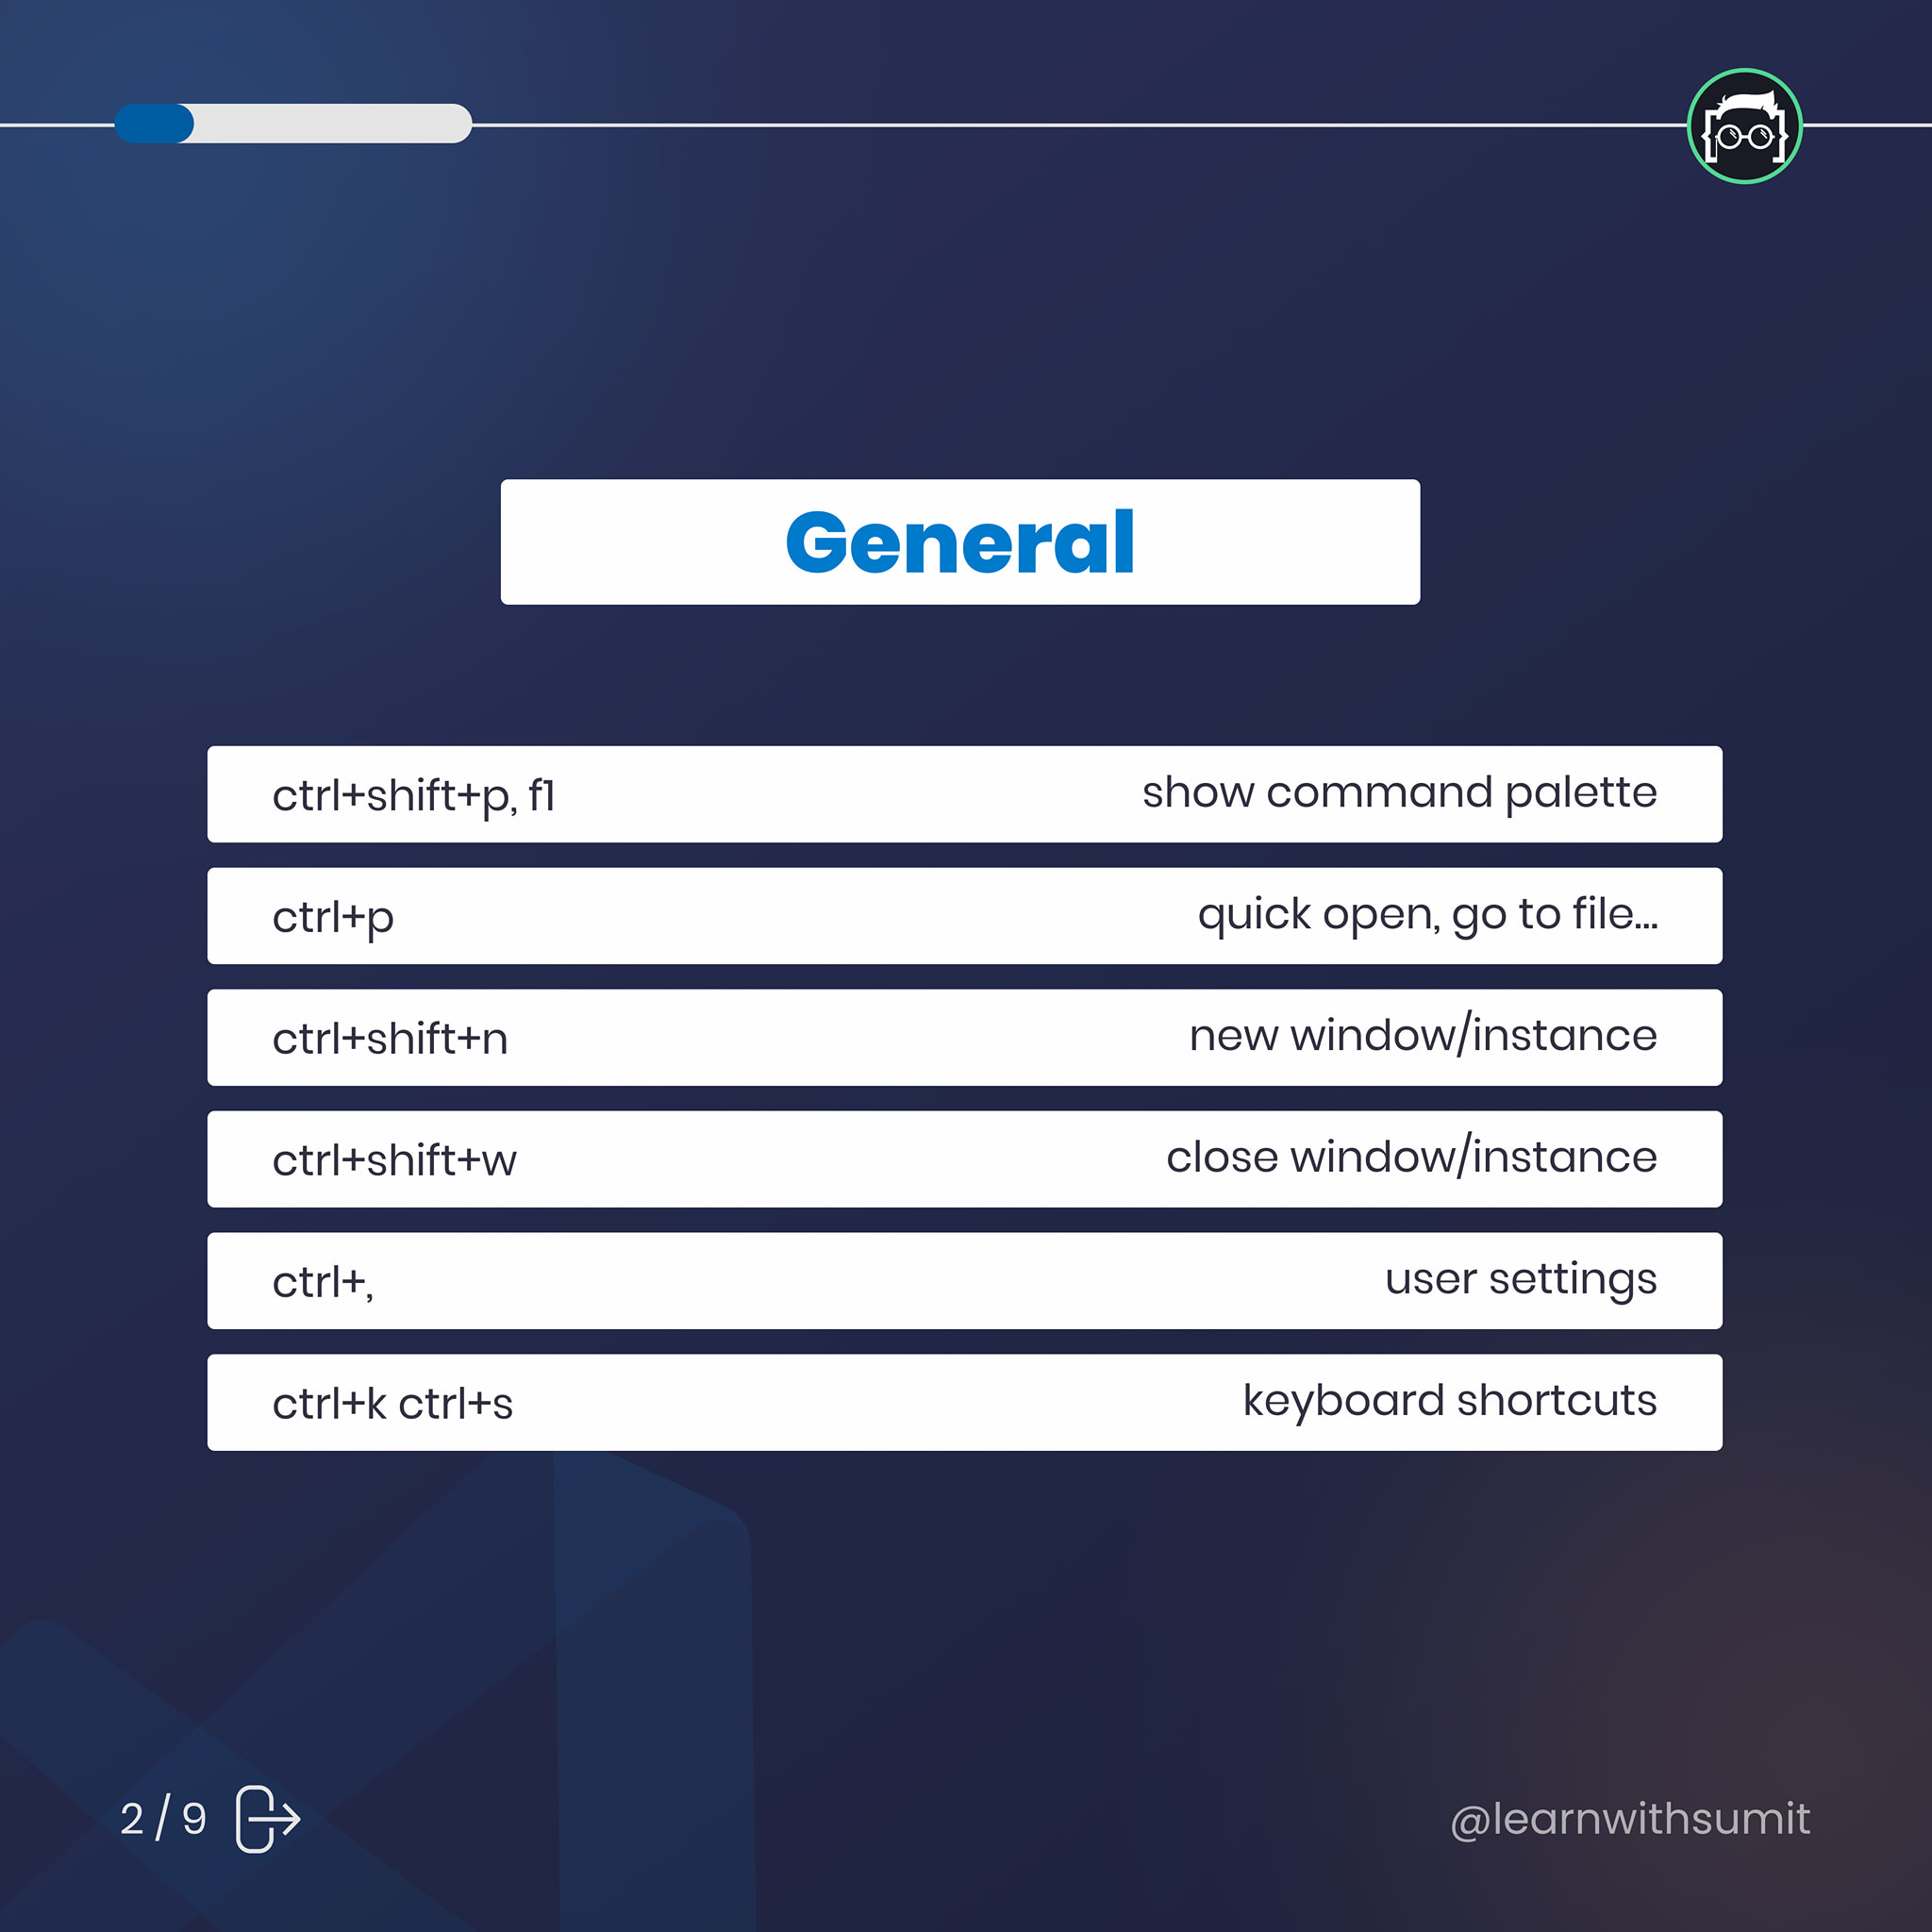 General
ctrl+shift+p, f1 show command palette
ctrl+p quick open, go to file...
ctrl+shift+n new window/instance
ctrl+shift+w close window/instance
ctrl+, user settings
ctrl+k ctrl+s keyboard shortcuts
2 / 9 @learnwithsumit